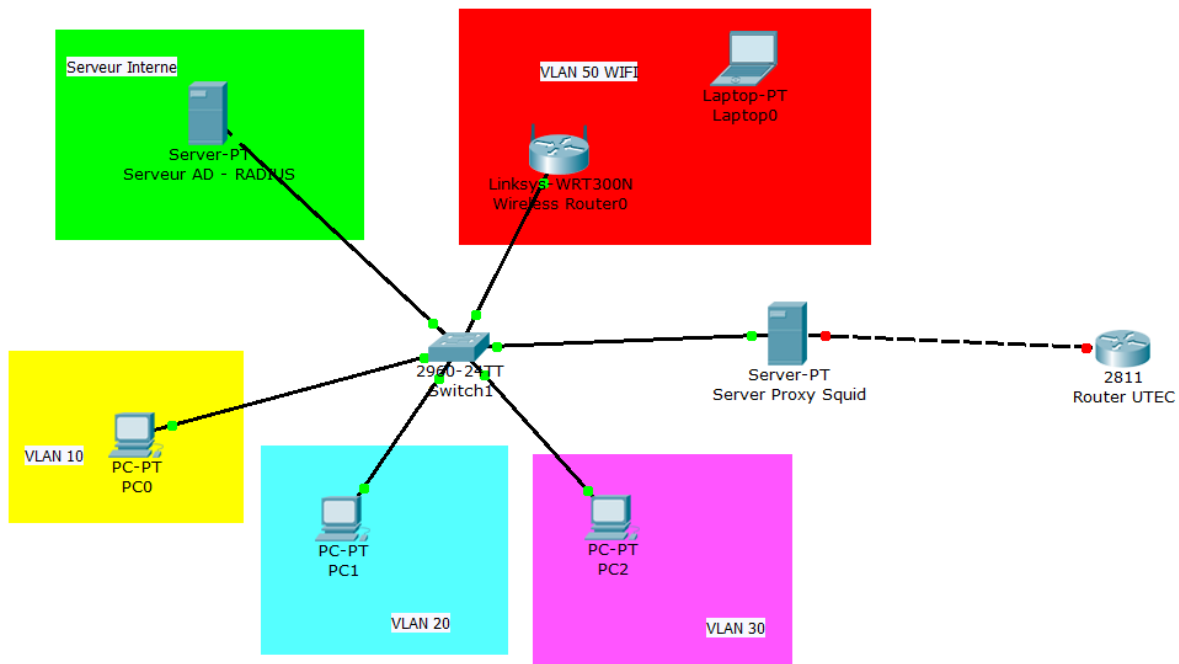 Serveur Interne
Server-PT
Serveur AD - RADIUS
VLAN 50 WIFI
Laptop-PT
Laptop0
Linksys-WRT300N
Wireless Router0
2960-24TT
Switch1
Server-PT
Server Proxy Squid
2811
Router UTEC
VLAN 10
PC-PT
PC0
PC-PT
PC1
VLAN 20
PC-PT
PC2
VLAN 30